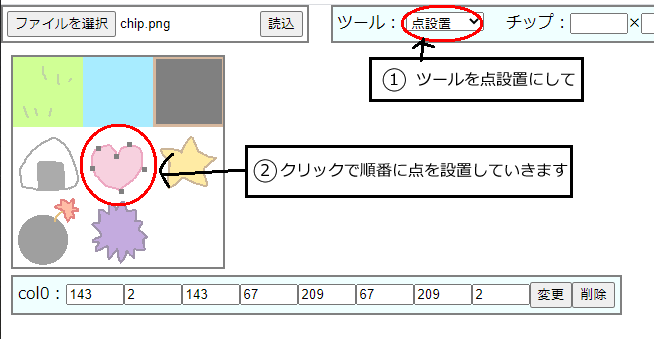 ファイルを選択 chip.png 読込
ツール： 点設置 チップ： ×
① ツールを点設置にして
② クリックで順番に点を設置していきます
col0： 143 2 143 67 209 67 209 2 変更 削除